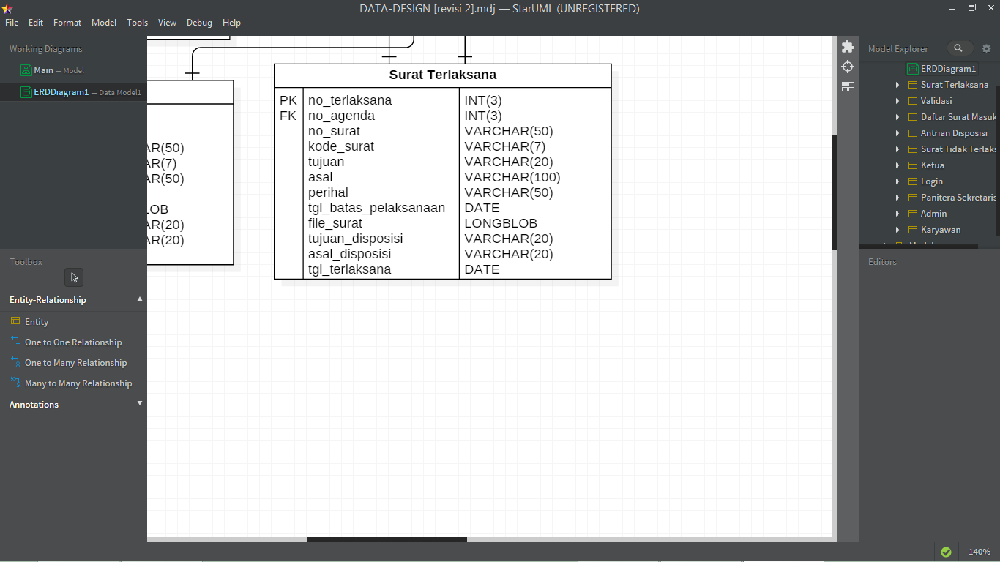 DATA-DESIGN [revisi 2].mdj — StarUML (UNREGISTERED)
File Edit Format Model Tools View Debug Help
Working Diagrams
Main — Model
ERDDiagram1 — Data Model1
Toolbox
Entity-Relationship
Entity
One to One Relationship
One to Many Relationship
Many to Many Relationship
Annotations
AR(50)
AR(7)
AR(50)
LOB
AR(20)
AR(20)
Surat Terlaksana
PK no_terlaksana INT(3)
FK no_agenda INT(3)
no_surat VARCHAR(50)
kode_surat VARCHAR(7)
tujuan VARCHAR(20)
asal VARCHAR(100)
perihal VARCHAR(50)
tgl_batas_pelaksanaan DATE
file_surat LONGBLOB
tujuan_disposisi VARCHAR(20)
asal_disposisi VARCHAR(20)
tgl_terlaksana DATE
Model Explorer
ERDDiagram1
Surat Terlaksana
Validasi
Daftar Surat Masuk
Antrian Disposisi
Surat Tidak Terlaks
Ketua
Login
Panitera Sekretaris
Admin
Karyawan
Editors
140%